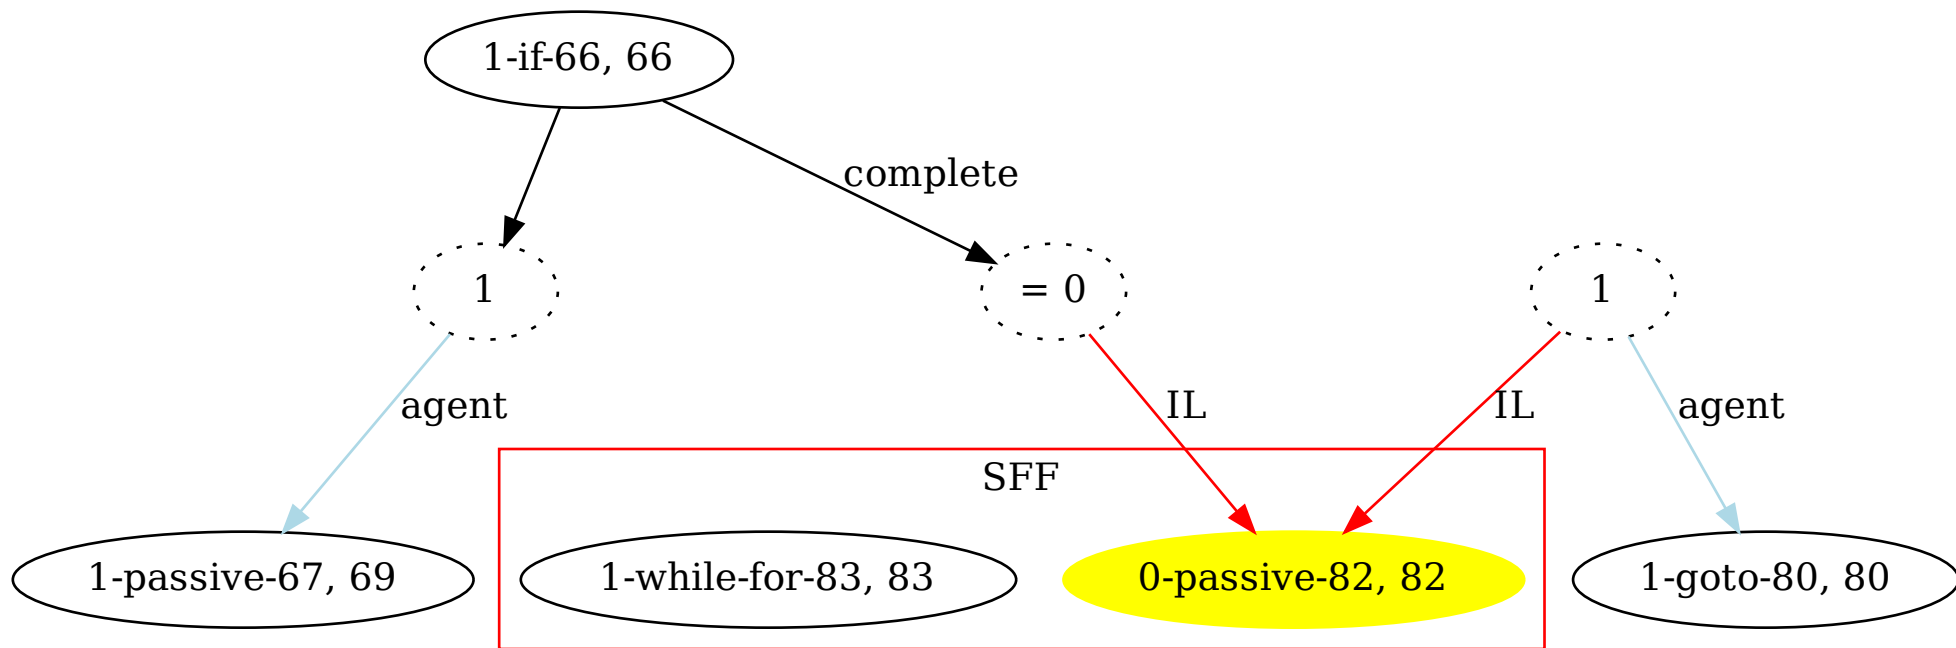 1-if-66, 66
complete
1
= 0
1
agent
IL
IL
agent
SFF
1-passive-67, 69
1-while-for-83, 83
0-passive-82, 82
1-goto-80, 80